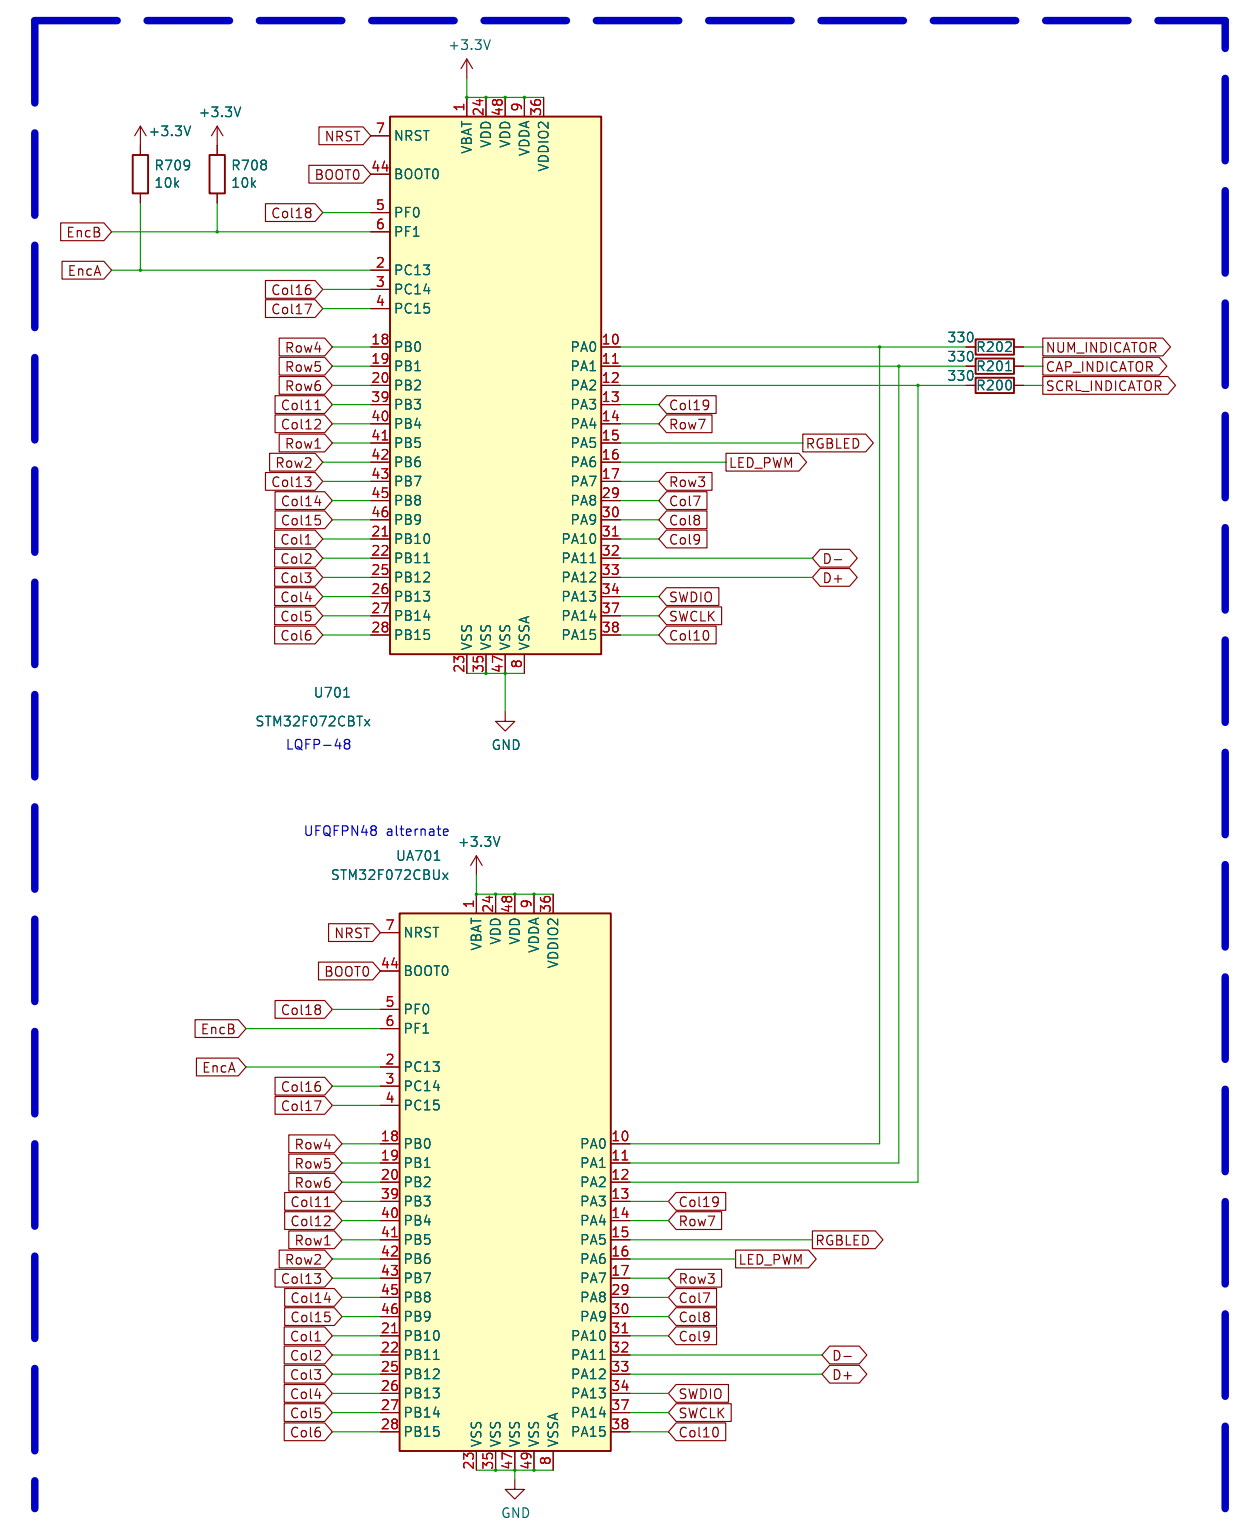 +3.3V
+3.3V
+3.3V
R709
10k
R708
10k
1 24 48 9 36
VBAT VDD VDD VDDA VDDIO2
NRST 7 NRST
BOOT0 44 BOOT0
Col18 5 PF0
EncB 6 PF1
EncA 2 PC13
Col16 3 PC14
Col17 4 PC15
Row4 18 PB0 PA0 10 330 R202 NUM_INDICATOR
Row5 19 PB1 PA1 11 330 R201 CAP_INDICATOR
Row6 20 PB2 PA2 12 330 R200 SCRL_INDICATOR
Col11 39 PB3 PA3 13 Col19
Col12 40 PB4 PA4 14 Row7
Row1 41 PB5 PA5 15 RGBLED
Row2 42 PB6 PA6 16 LED_PWM
Col13 43 PB7 PA7 17 Row3
Col14 45 PB8 PA8 29 Col7
Col15 46 PB9 PA9 30 Col8
Col1 21 PB10 PA10 31 Col9
Col2 22 PB11 PA11 32 D-
Col3 25 PB12 PA12 33 D+
Col4 26 PB13 PA13 34 SWDIO
Col5 27 PB14 PA14 37 SWCLK
Col6 28 PB15 PA15 38 Col10
VSS VSS VSS VSSA
23 35 47 8
U701
STM32F072CBTx
LQFP-48
GND
UFQFPN48 alternate
+3.3V
UA701
STM32F072CBUx
1 24 48 9 36
VBAT VDD VDD VDDA VDDIO2
NRST 7 NRST
BOOT0 44 BOOT0
Col18 5 PF0
EncB 6 PF1
EncA 2 PC13
Col16 3 PC14
Col17 4 PC15
Row4 18 PB0 PA0 10
Row5 19 PB1 PA1 11
Row6 20 PB2 PA2 12
Col11 39 PB3 PA3 13 Col19
Col12 40 PB4 PA4 14 Row7
Row1 41 PB5 PA5 15 RGBLED
Row2 42 PB6 PA6 16 LED_PWM
Col13 43 PB7 PA7 17 Row3
Col14 45 PB8 PA8 29 Col7
Col15 46 PB9 PA9 30 Col8
Col1 21 PB10 PA10 31 Col9
Col2 22 PB11 PA11 32 D-
Col3 25 PB12 PA12 33 D+
Col4 26 PB13 PA13 34 SWDIO
Col5 27 PB14 PA14 37 SWCLK
Col6 28 PB15 PA15 38 Col10
VSS VSS VSS VSS VSSA
23 35 47 49 8
GND